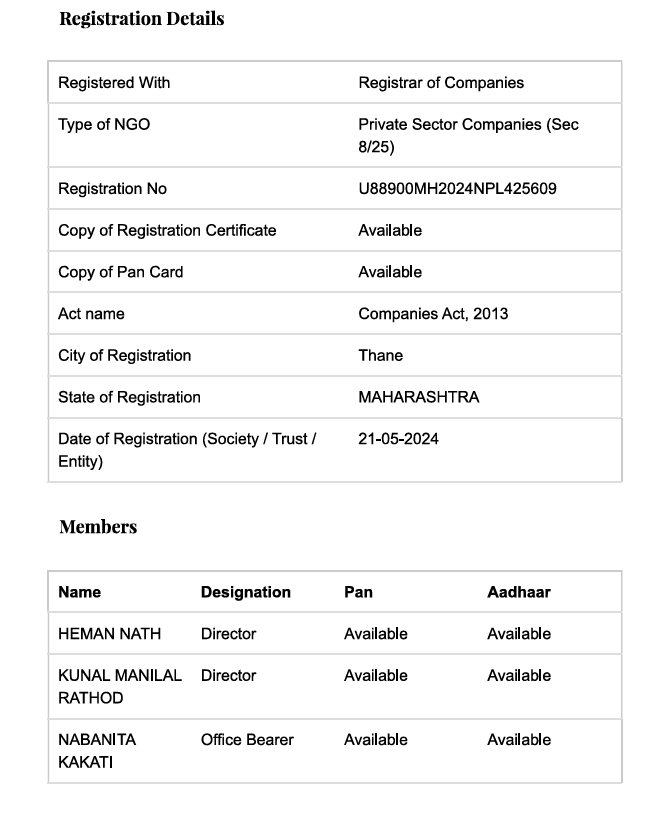 Registration Details
Registered With Registrar of Companies
Type of NGO Private Sector Companies (Sec
8/25)
Registration No U88900MH2024NPL425609
Copy of Registration Certificate Available
Copy of Pan Card Available
Act name Companies Act, 2013
City of Registration Thane
State of Registration MAHARASHTRA
Date of Registration (Society / Trust / 21-05-2024
Entity)
Members
Name Designation Pan Aadhaar
HEMAN NATH Director Available Available
KUNAL MANILAL Director Available Available
RATHOD
NABANITA Office Bearer Available Available
KAKATI